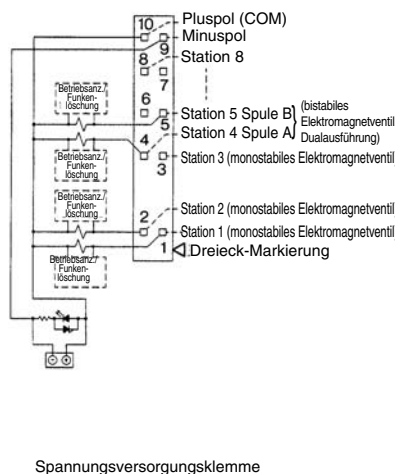 10
Pluspol (COM)
Minuspol
9
8
Station 8
7
Betriebsanz./
Funken-
löschung
6
Station 5 Spule B
5
Station 4 Spule A
(bistabiles
Elektromagnetventil
Dualausführung)
4
Betriebsanz./
Funken-
löschung
Station 3 (monostabiles Elektromagnetventil
3
Betriebsanz./
Funken-
löschung
2
Station 2 (monostabiles Elektromagnetventil
Station 1 (monostabiles Elektromagnetventil
1
Dreieck-Markierung
Betriebsanz./
Funken-
löschung
Spannungsversorgungsklemme